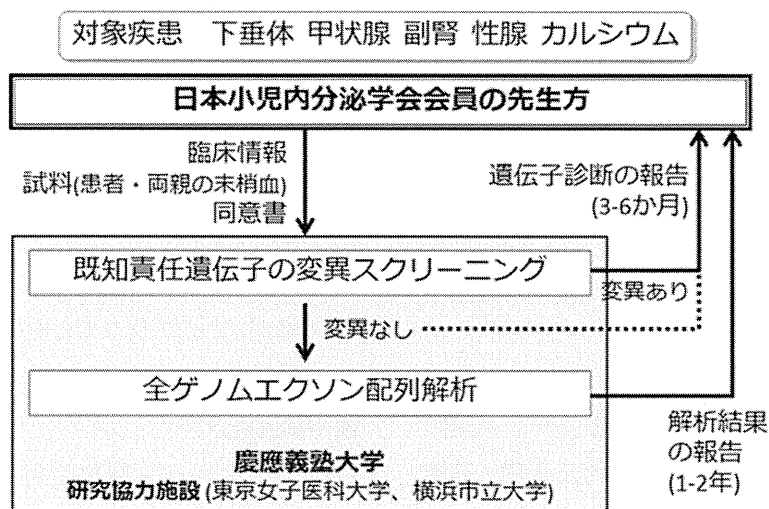 対象疾患 下垂体 甲状腺 副腎 性腺 カルシウム
日本小児内分泌学会会員の先生方
臨床情報
試料(患者・両親の末梢血)
同意書
遺伝子診断の報告
(3-6か月)
既知責任遺伝子の変異スクリーニング
変異あり
変異なし
全ゲノムエクソン配列解析
解析結果
の報告
(1-2年)
慶應義塾大学
研究協力施設 (東京女子医科大学、横浜市立大学)